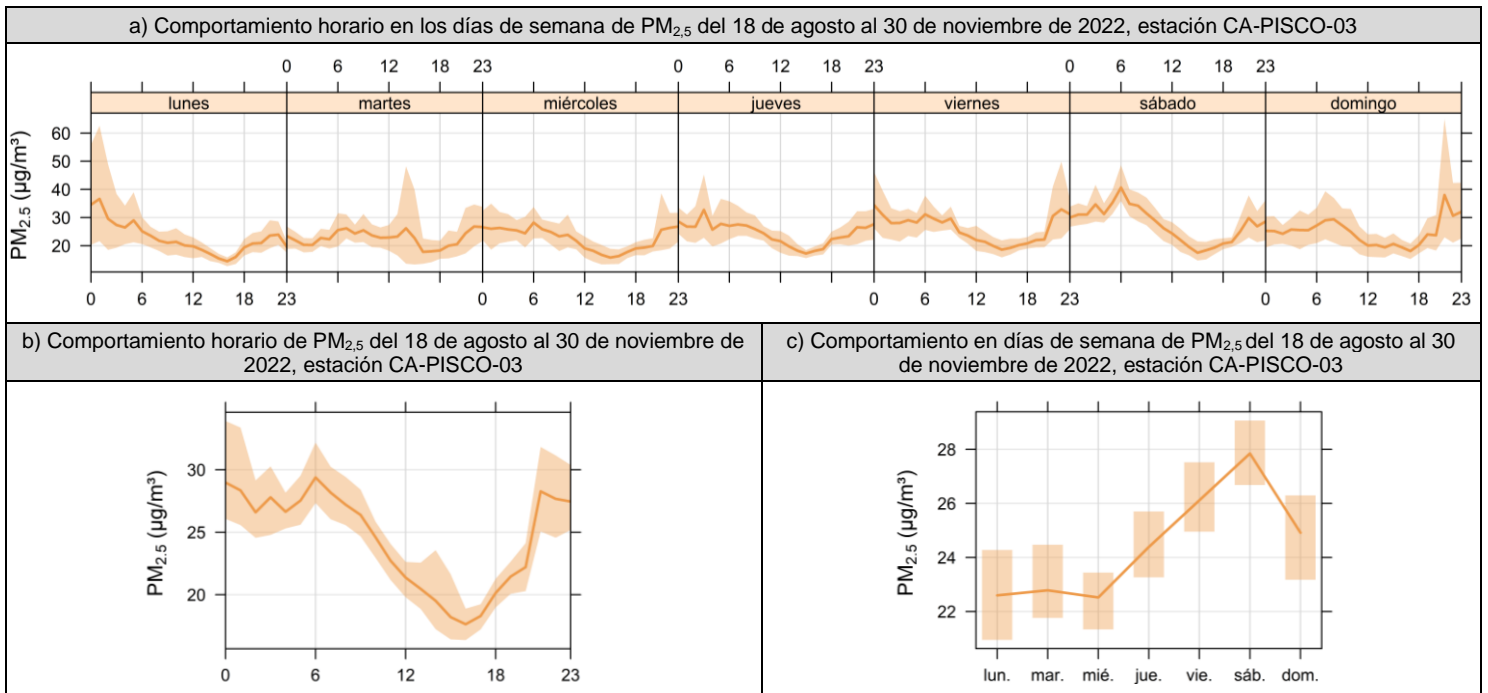 a) Comportamiento horario en los días de semana de PM2,5 del 18 de agosto al 30 de noviembre de 2022, estación CA-PISCO-03
0 6 12 18 23 0 6 12 18 23 0 6 12 18 23
lunes martes miércoles jueves viernes sábado domingo
PM2.5 (µg/m³)
60
50
40
30
20
0 6 12 18 23 0 6 12 18 23 0 6 12 18 23 0 6 12 18 23
b) Comportamiento horario de PM2,5 del 18 de agosto al 30 de noviembre de
2022, estación CA-PISCO-03
PM2.5 (µg/m³)
30
25
20
0 6 12 18 23
c) Comportamiento en días de semana de PM2,5 del 18 de agosto al 30
de noviembre de 2022, estación CA-PISCO-03
PM2.5 (µg/m³)
28
26
24
22
lun. mar. mié. jue. vie. sáb. dom.